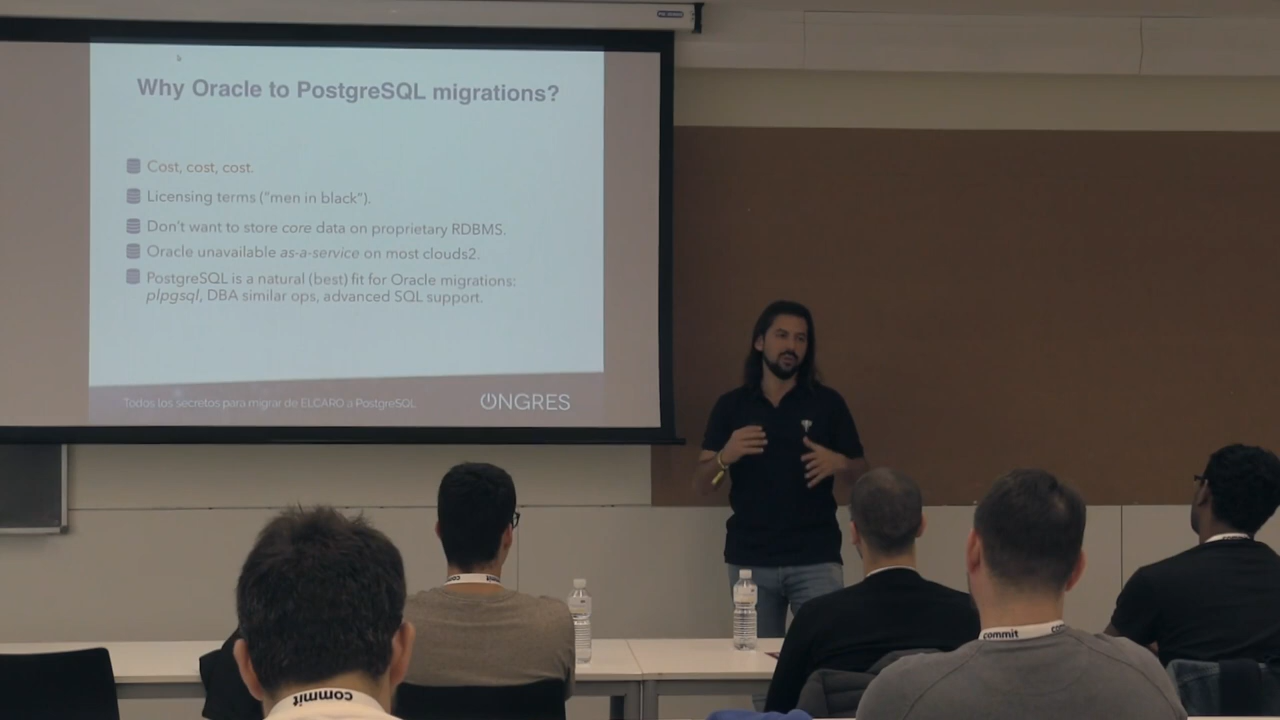 Why Oracle to PostgreSQL migrations?
Cost, cost, cost.
Licensing terms ("men in black").
Don't want to store core data on proprietary RDBMS.
Oracle unavailable as-a-service on most clouds2.
PostgreSQL is a natural (best) fit for Oracle migrations:
plpgsql, DBA similar ops, advanced SQL support.
Todos los secretos para migrar de ELCARO a PostgreSQL
ONGRES
commit
commit